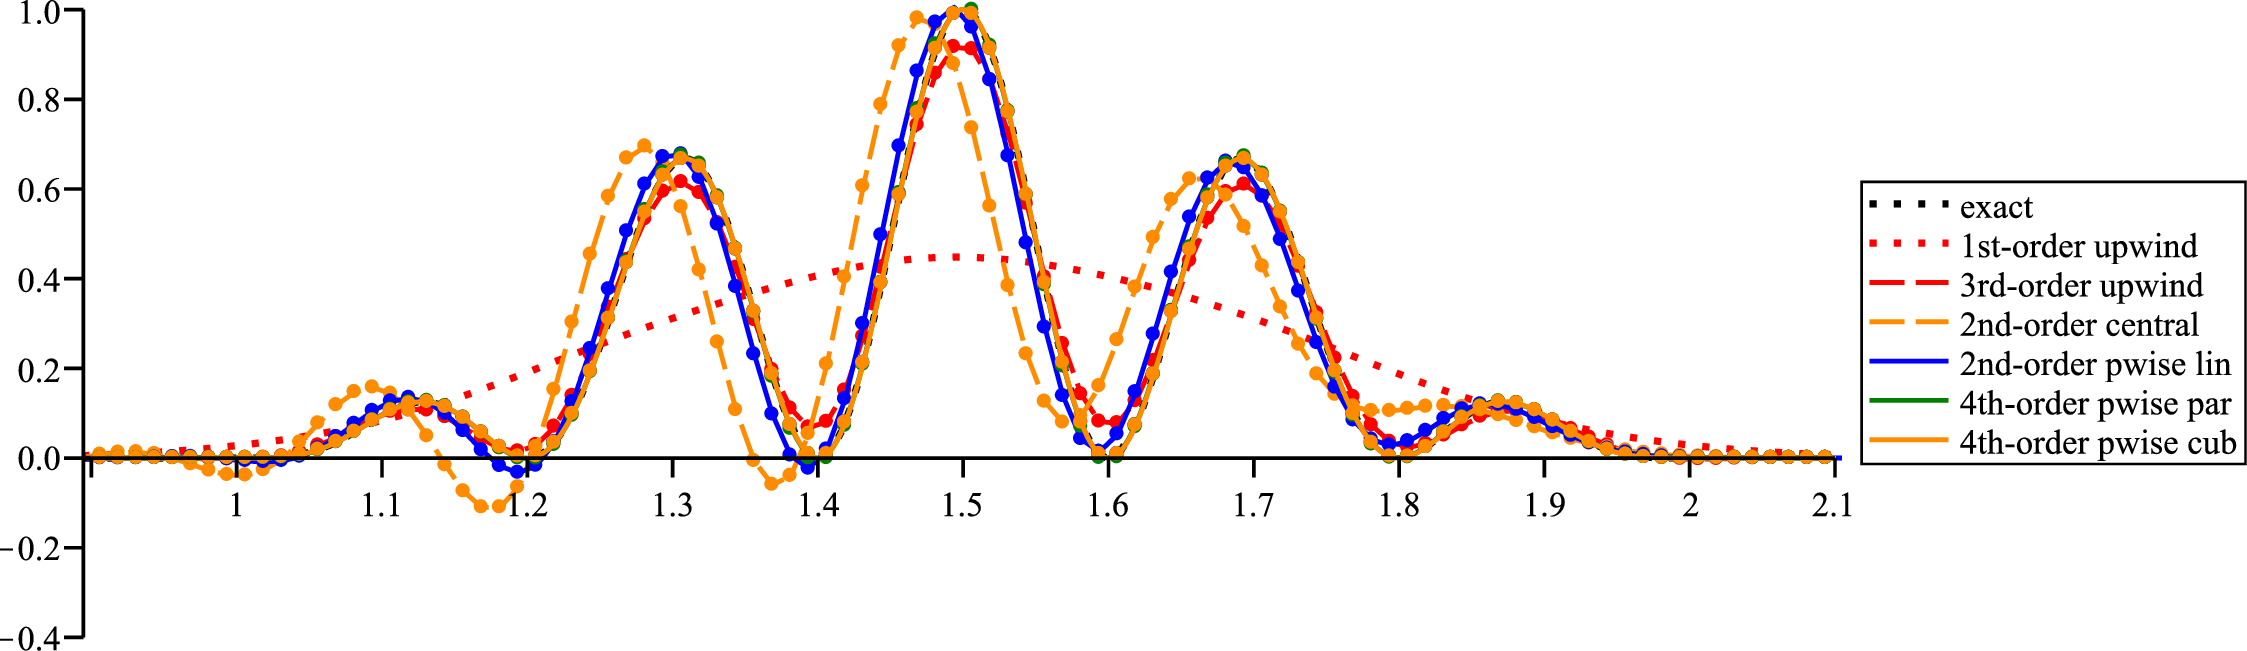 1.0
0.8
0.6
0.4
0.2
0.0
−0.2
−0.4
1 1.1 1.2 1.3 1.4 1.5 1.6 1.7 1.8 1.9 2 2.1
exact
1st-order upwind
3rd-order upwind
2nd-order central
2nd-order pwise lin
4th-order pwise par
4th-order pwise cub